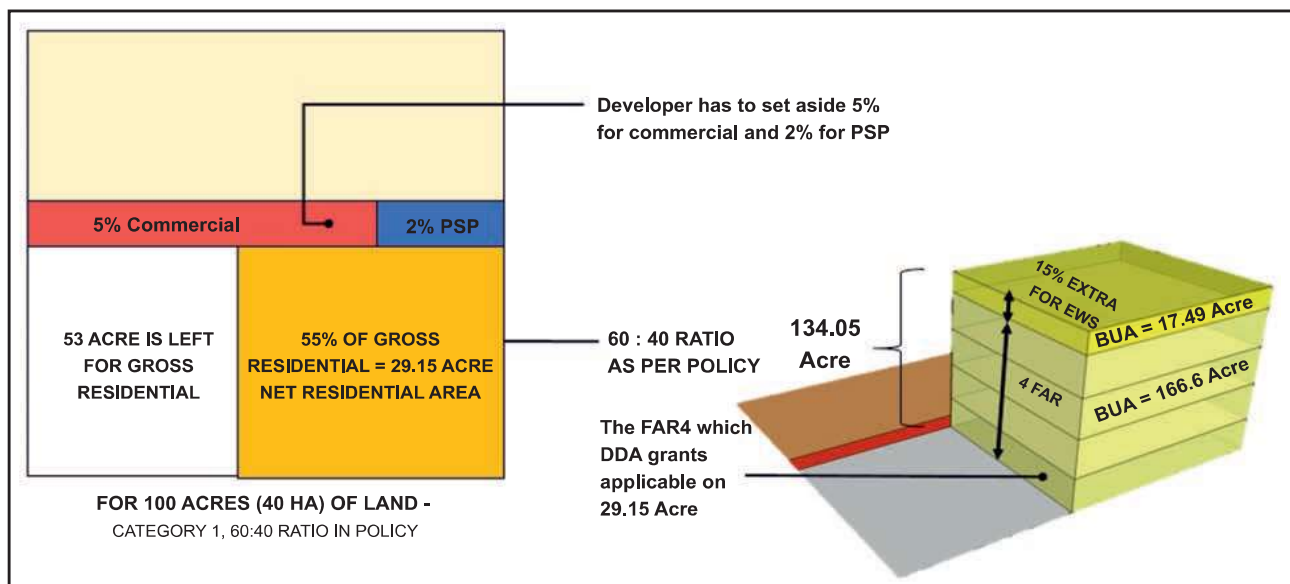 Developer has to set aside 5%
for commercial and 2% for PSP
5% Commercial
2% PSP
53 ACRE IS LEFT
FOR GROSS
RESIDENTIAL
55% OF GROSS
RESIDENTIAL = 29.15 ACRE
NET RESIDENTIAL AREA
60 : 40 RATIO
AS PER POLICY
134.05
Acre
15% EXTRA
FOR EWS
BUA = 17.49 Acre
4 FAR
BUA = 166.6 Acre
The FAR4 which
DDA grants
applicable on
29.15 Acre
FOR 100 ACRES (40 HA) OF LAND -
CATEGORY 1, 60:40 RATIO IN POLICY